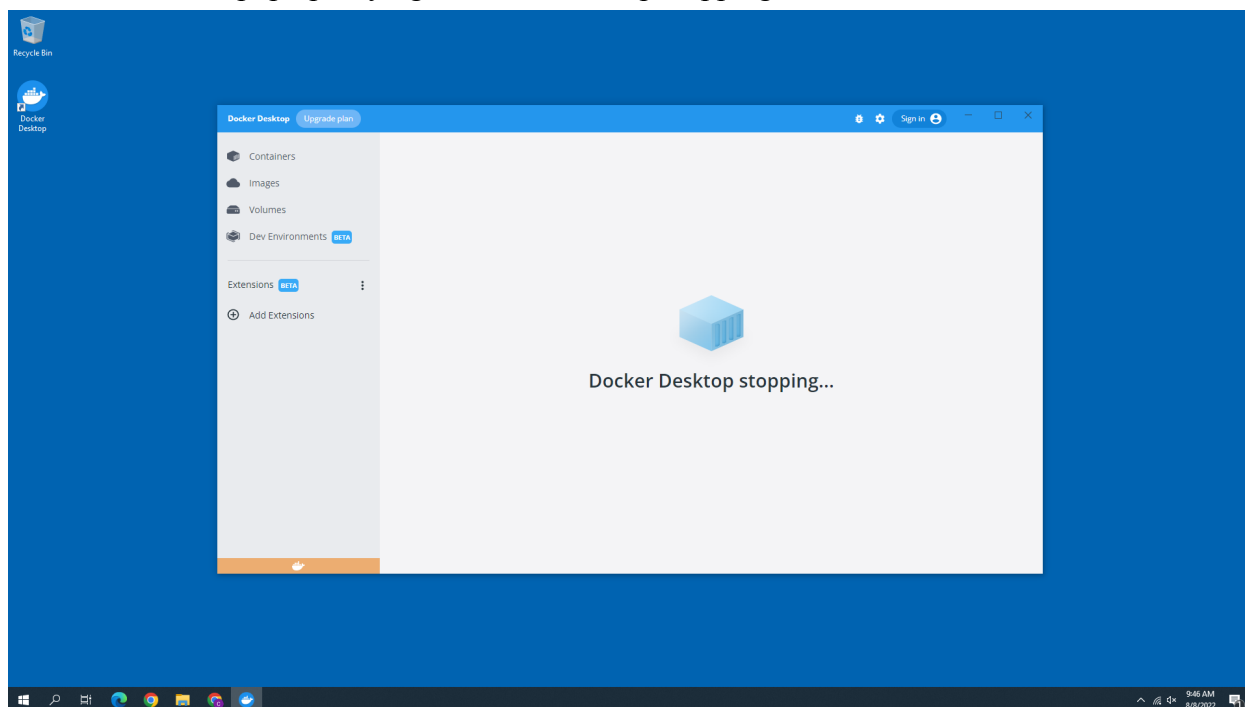 Recycle Bin
Docker
Desktop
Docker Desktop
Upgrade plan
Sign in
Containers
Images
Volumes
Dev Environments BETA
Extensions BETA
Add Extensions
Docker Desktop stopping...
9:46 AM
8/8/2022